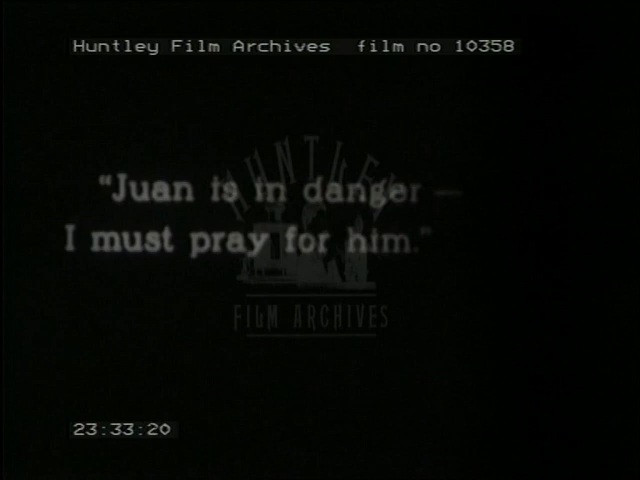 Huntley Film Archives film no 10358
"Juan is in danger —
I must pray for him."
HUNTLEY
FILM ARCHIVES
23:33:20